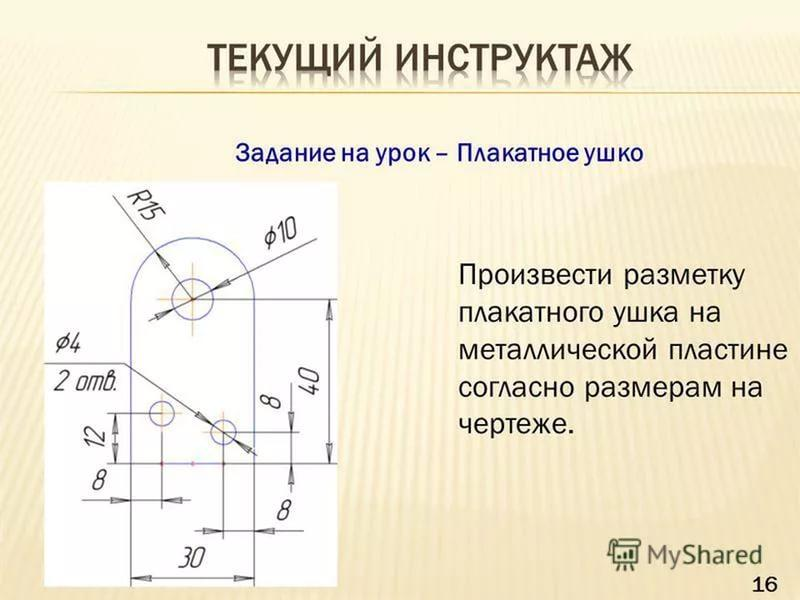 ТЕКУЩИЙ ИНСТРУКТАЖ
Задание на урок – Плакатное ушко
R15
ϕ10
ϕ4
2 отв.
12
8
8
40
8
30
Произвести разметку
плакатного ушка на
металлической пластине
согласно размерам на
чертеже.
MyShared
16